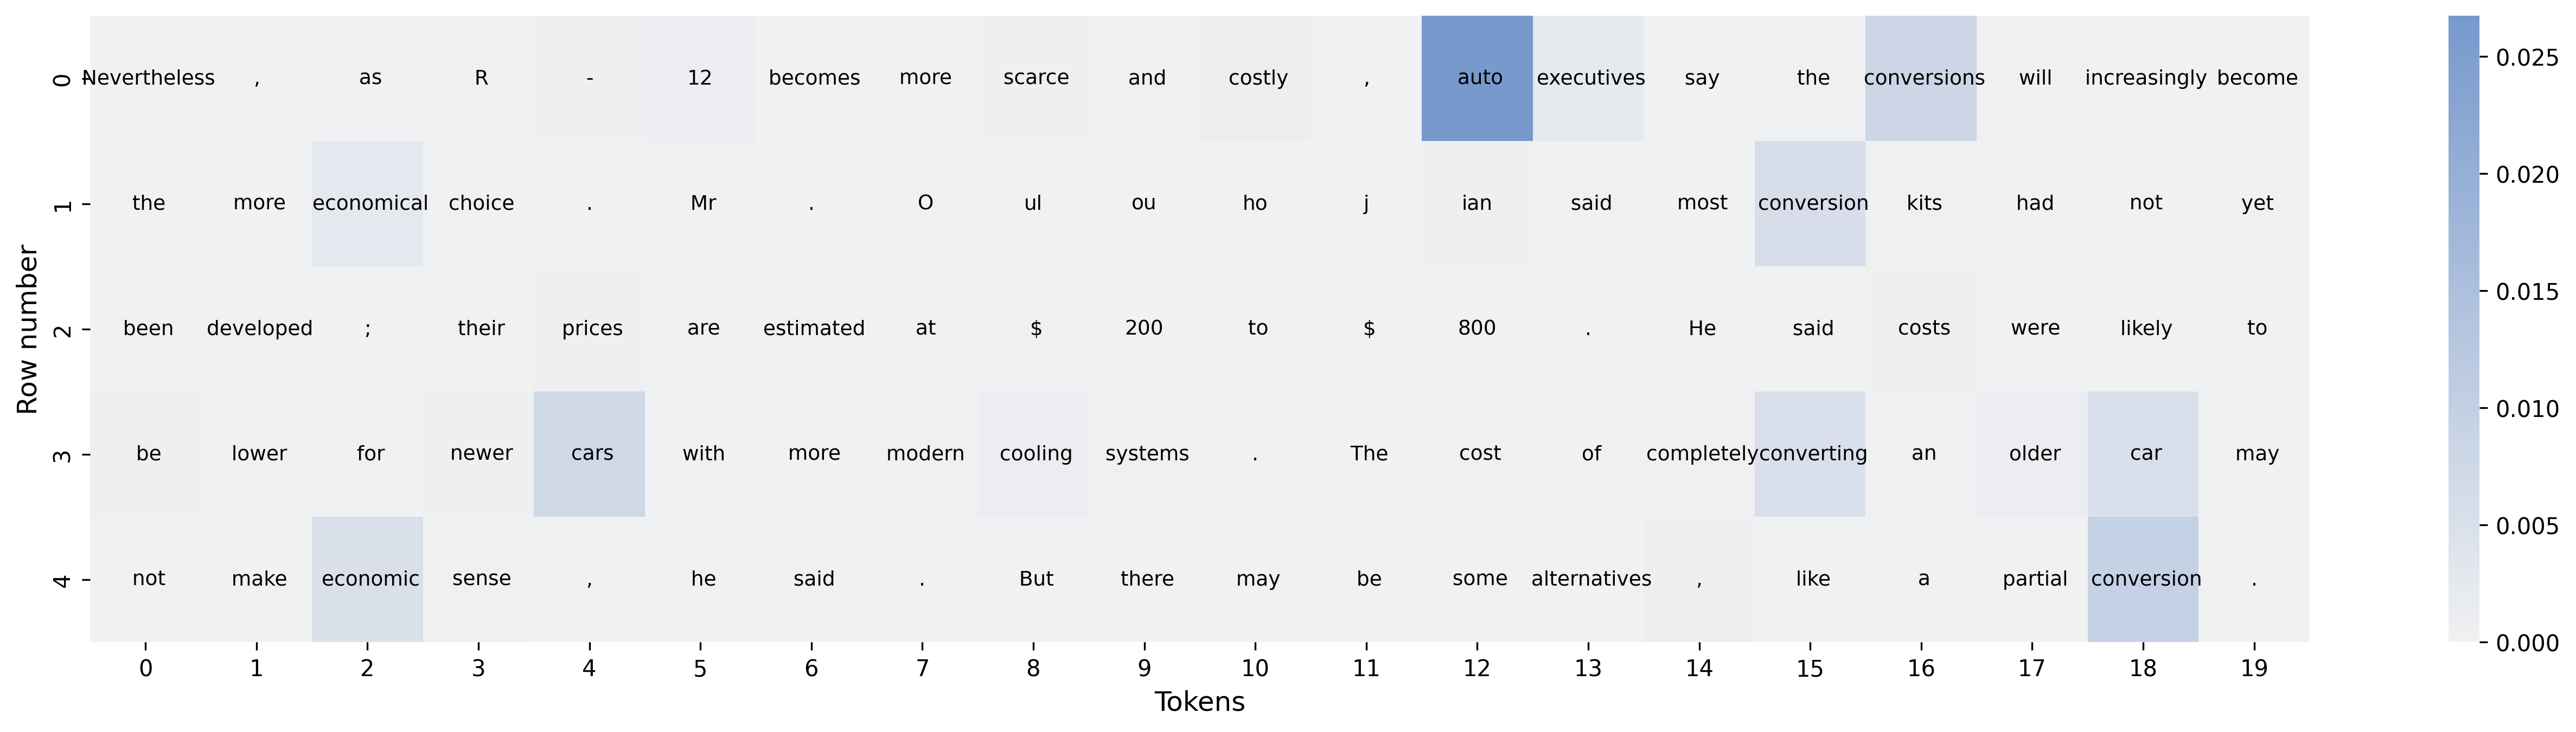 0 Nevertheless , as R - 12 becomes more scarce and costly , auto executives say the conversions will increasingly become
1 the more economical choice . Mr . O ul ou ho j ian said most conversion kits had not yet
2 been developed ; their prices are estimated at $ 200 to $ 800 . He said costs were likely to
3 be lower for newer cars with more modern cooling systems . The cost of completely converting an older car may
4 not make economic sense , he said . But there may be some alternatives , like a partial conversion .
Row number
0 1 2 3 4 5 6 7 8 9 10 11 12 13 14 15 16 17 18 19
Tokens
0.025
0.020
0.015
0.010
0.005
0.000